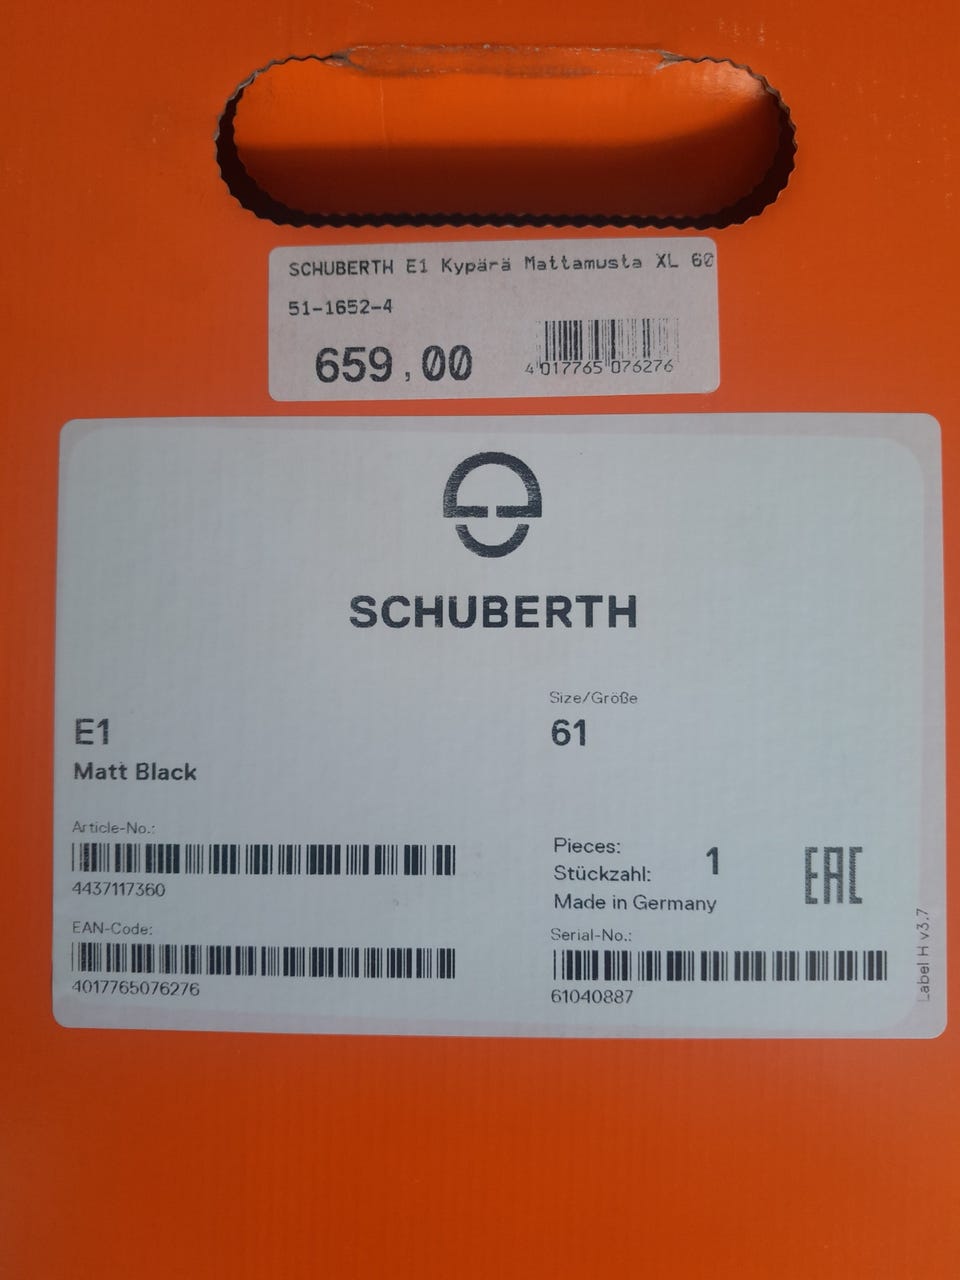 SCHUBERTH E1 Kypärä Mattamusta XL 60
51-1652-4
659,00
4 017765 076276
SCHUBERTH
Size/Größe
E1
61
Matt Black
Article-No.:
4437117360
Pieces:
Stückzahl:
1
EAC
Made in Germany
EAN-Code:
4017765076276
Serial-No.:
61040887
Label H v3.7